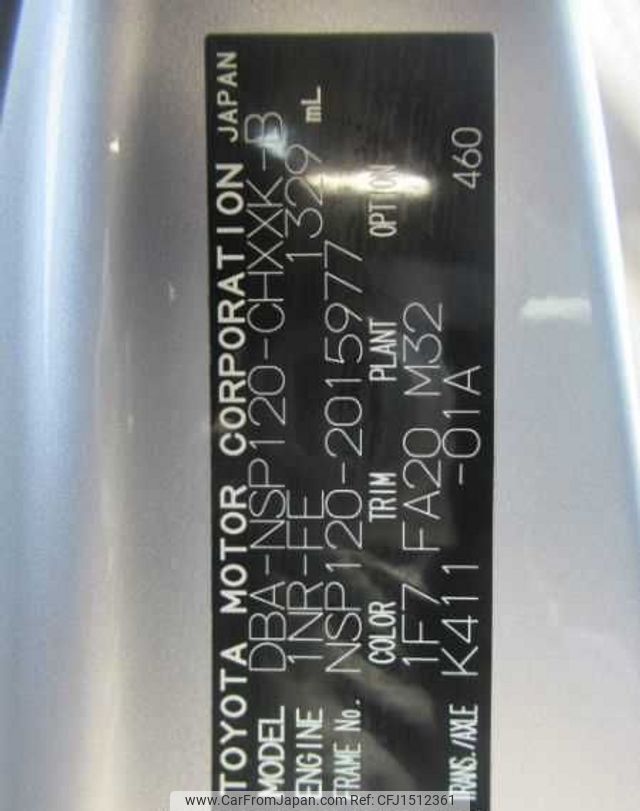 TOYOTA MOTOR CORPORATION JAPAN
MODEL DBA-NSP120-CHXXK-B
ENGINE 1NR-FE 1329 mL
FRAME No. NSP120-2015977
COLOR TRIM PLANT OPTION
1F7 FA20 M32 460
TRANS./AXLE K411 -01A
www.CarFromJapan.com Ref: CFJ1512361